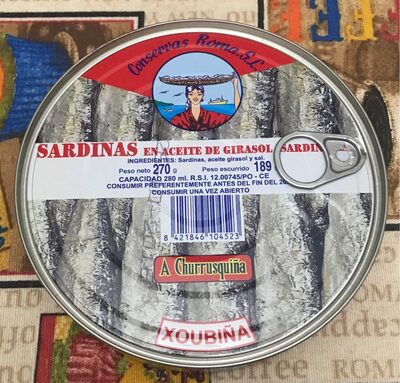 Conservas Roma, S.L.
SARDINAS EN ACEITE DE GIRASOL SARDIN
INGREDIENTES: Sardinas, aceite girasol y sal.
Peso neto 270 g Peso escurrido 189
CAPACIDAD 280 ml. R.S.I. 12.00745/PO - CE
CONSUMIR PREFERENTEMENTE ANTES DEL FIN DEL
CONSUMIR UNA VEZ ABIERTO
8 421846 104523
A Churrusquiña
XOUBIÑA